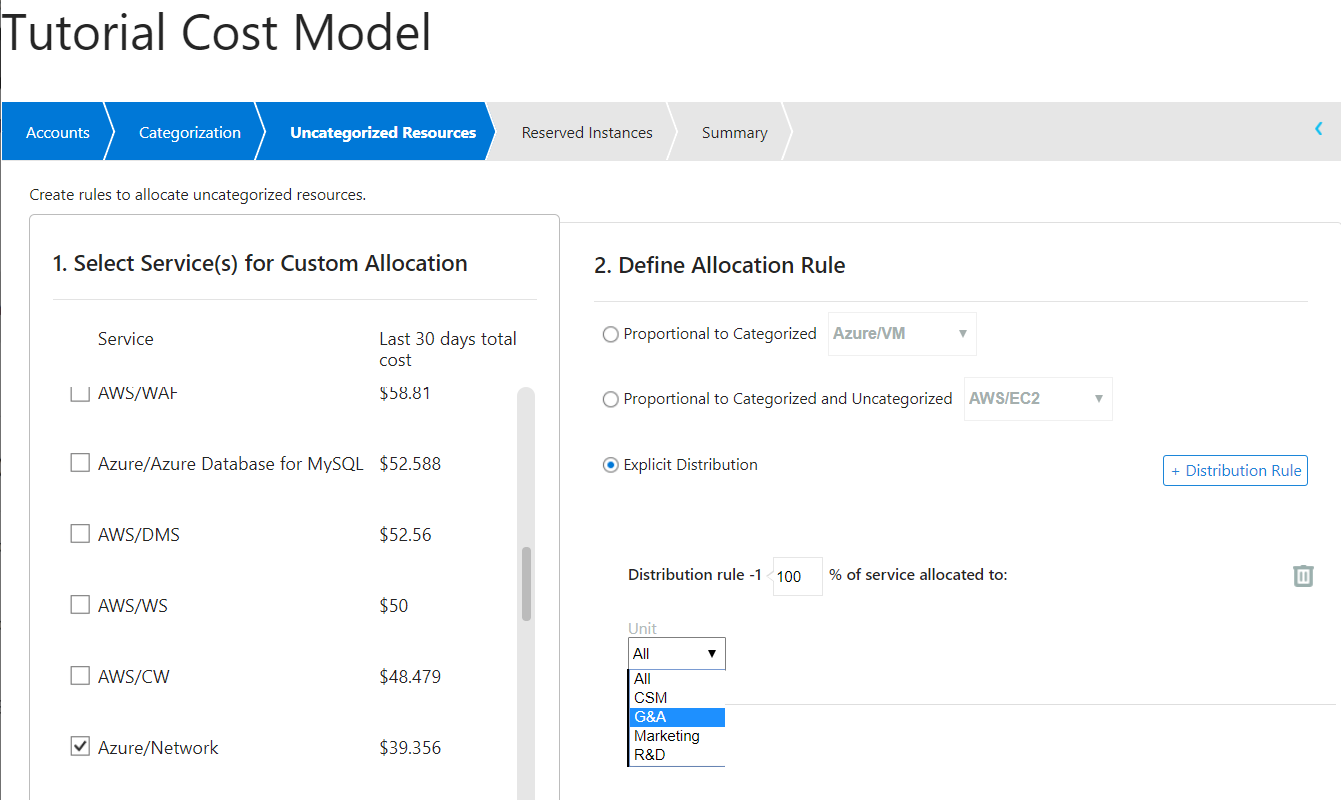 Tutorial Cost Model
Accounts
Categorization
Uncategorized Resources
Reserved Instances
Summary
Create rules to allocate uncategorized resources.
1. Select Service(s) for Custom Allocation
Service
Last 30 days total
cost
AWS/WAF $58.81
Azure/Azure Database for MySQL $52.588
AWS/DMS $52.56
AWS/WS $50
AWS/CW $48.479
Azure/Network $39.356
2. Define Allocation Rule
Proportional to Categorized Azure/VM
Proportional to Categorized and Uncategorized AWS/EC2
Explicit Distribution
+ Distribution Rule
Distribution rule -1 100 % of service allocated to:
Unit
All
All
CSM
G&A
Marketing
R&D